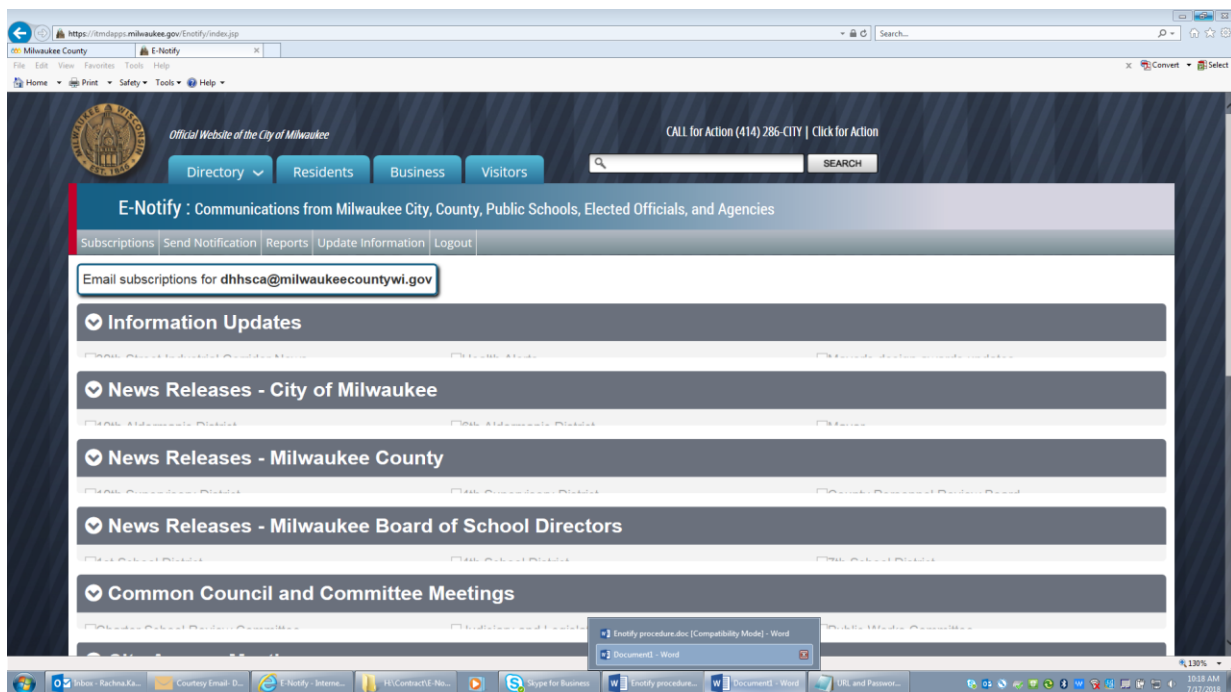 https://itmdapps.milwaukee.gov/Enotify/index.jsp
Search...
Milwaukee County
E-Notify
File Edit View Favorites Tools Help
Convert
Select
Home Print Safety Tools Help
MILWAUKEE A WISCONSIN
EST. 1846
Official Website of the City of Milwaukee
CALL for Action (414) 286-CITY | Click for Action
Directory
Residents
Business
Visitors
SEARCH
E-Notify : Communications from Milwaukee City, County, Public Schools, Elected Officials, and Agencies
Subscriptions Send Notification Reports Update Information Logout
Email subscriptions for dhhsca@milwaukeecountywi.gov
Information Updates
News Releases - City of Milwaukee
News Releases - Milwaukee County
News Releases - Milwaukee Board of School Directors
Common Council and Committee Meetings
Enotify procedure.doc [Compatibility Mode] - Word
Document1 - Word
130%
Inbox - Rachna.Ka...
Courtesy Email- D...
E-Notify - Interne...
H:\Contract\E-No...
Skype for Business
Enotify procedure...
Document1 - Word
URL and Passwor...
10:18 AM